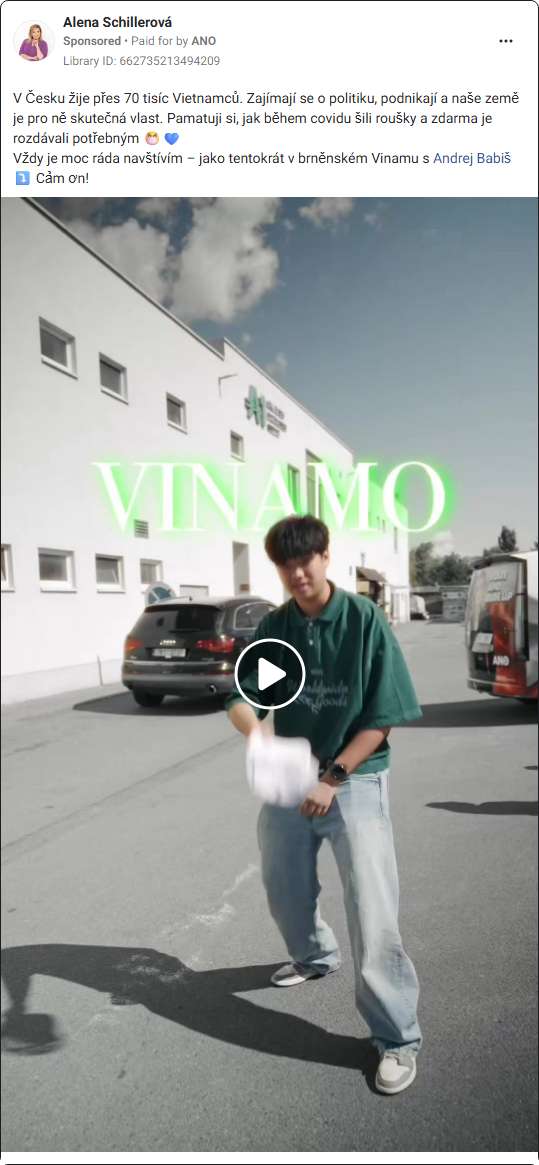 Alena Schillerová
Sponsored • Paid for by ANO
Library ID: 662735213494209
V Česku žije přes 70 tisíc Vietnamců. Zajímají se o politiku, podnikají a naše země
je pro ně skutečná vlast. Pamatuji si, jak během covidu šili roušky a zdarma je
rozdávali potřebným 😷 💙
Vždy je moc ráda navštívím – jako tentokrát v brněnském Vinamu s Andrej Babiš
⤵️ Cảm ơn!
A1
VINAMO
ANO
Goods